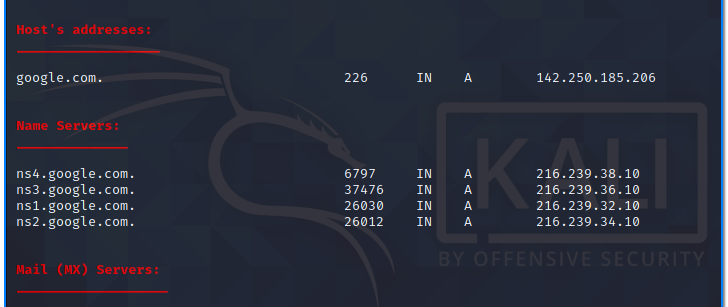 Host's addresses:
google.com. 226 IN A 142.250.185.206
Name Servers:
ns4.google.com. 6797 IN A 216.239.38.10
ns3.google.com. 37476 IN A 216.239.36.10
ns1.google.com. 26030 IN A 216.239.32.10
ns2.google.com. 26012 IN A 216.239.34.10
KALI
BY OFFENSIVE SECURITY
Mail (MX) Servers: